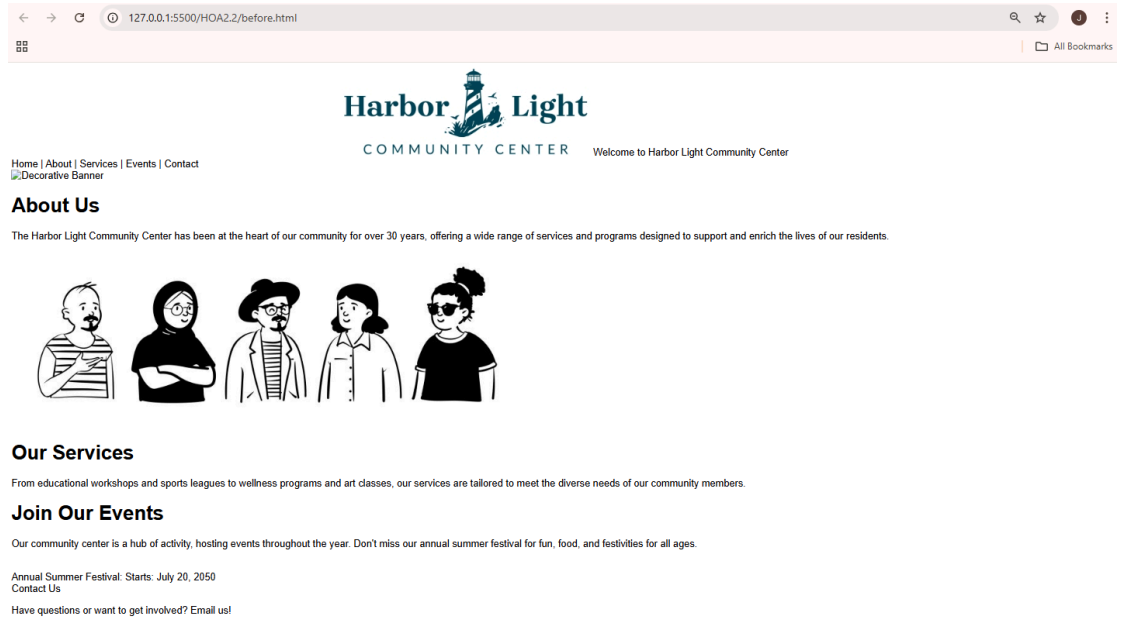 127.0.0.1:5500/HOA2.2/before.html
J
All Bookmarks
Harbor Light
COMMUNITY CENTER
Welcome to Harbor Light Community Center
Home | About | Services | Events | Contact
Decorative Banner
About Us
The Harbor Light Community Center has been at the heart of our community for over 30 years, offering a wide range of services and programs designed to support and enrich the lives of our residents.
Our Services
From educational workshops and sports leagues to wellness programs and art classes, our services are tailored to meet the diverse needs of our community members.
Join Our Events
Our community center is a hub of activity, hosting events throughout the year. Don't miss our annual summer festival for fun, food, and festivities for all ages.
Annual Summer Festival: Starts: July 20, 2050
Contact Us
Have questions or want to get involved? Email us!